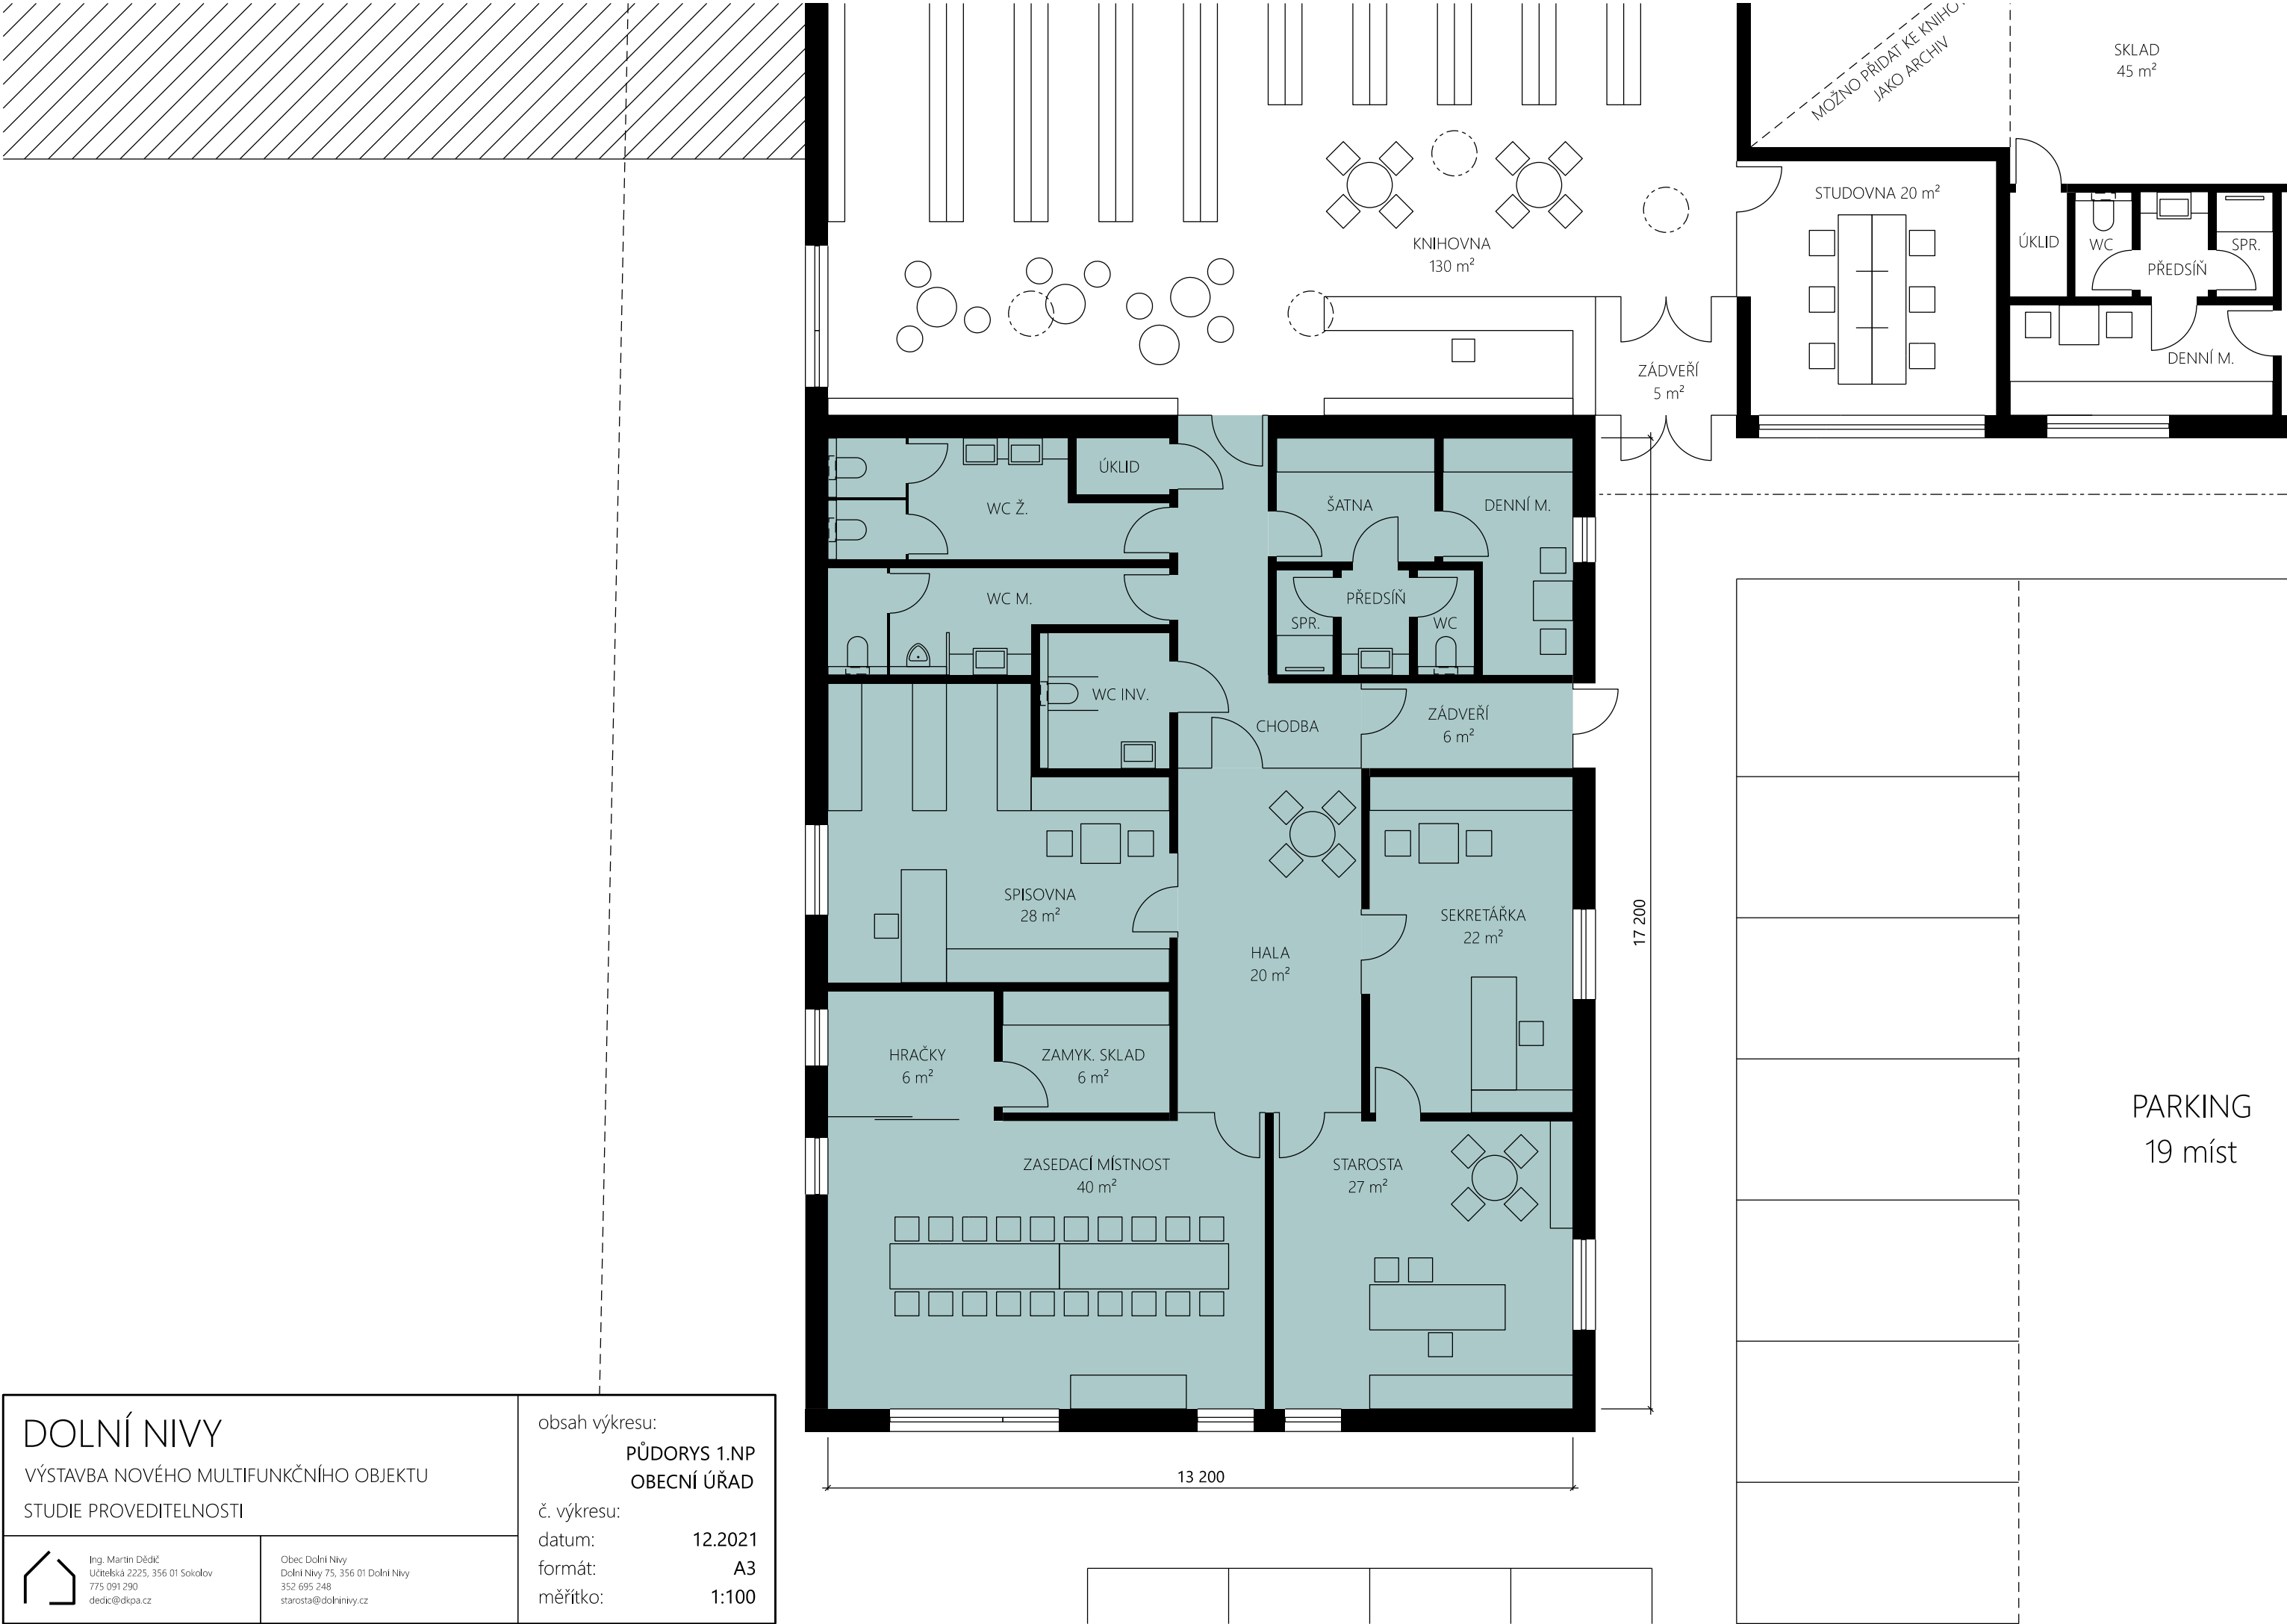 MOŽNO PŘIDAT KE KNIHO
JAKO ARCHIV
SKLAD
45 m²
STUDOVNA 20 m²
KNIHOVNA
130 m²
ÚKLID
WC
SPR.
PŘEDSÍŇ
DENNÍ M.
ZÁDVEŘÍ
5 m²
ÚKLID
WC Ž.
ŠATNA
DENNÍ M.
WC M.
PŘEDSÍŇ
SPR.
WC
WC INV.
CHODBA
ZÁDVEŘÍ
6 m²
SPISOVNA
28 m²
SEKRETÁŘKA
22 m²
17 200
HALA
20 m²
HRAČKY
6 m²
ZAMYK. SKLAD
6 m²
PARKING
19 míst
ZASEDACÍ MÍSTNOST
40 m²
STAROSTA
27 m²
13 200
DOLNÍ NIVY
VÝSTAVBA NOVÉHO MULTIFUNKČNÍHO OBJEKTU
STUDIE PROVEDITELNOSTI
Ing. Martin Dědič
Učitelská 2225, 356 01 Sokolov
775 091 290
dedic@dkpa.cz
Obec Dolní Nivy
Dolní Nivy 75, 356 01 Dolní Nivy
352 695 248
starosta@dolninivy.cz
obsah výkresu:
PŮDORYS 1.NP
OBECNÍ ÚŘAD
č. výkresu:
datum: 12.2021
formát: A3
měřítko: 1:100